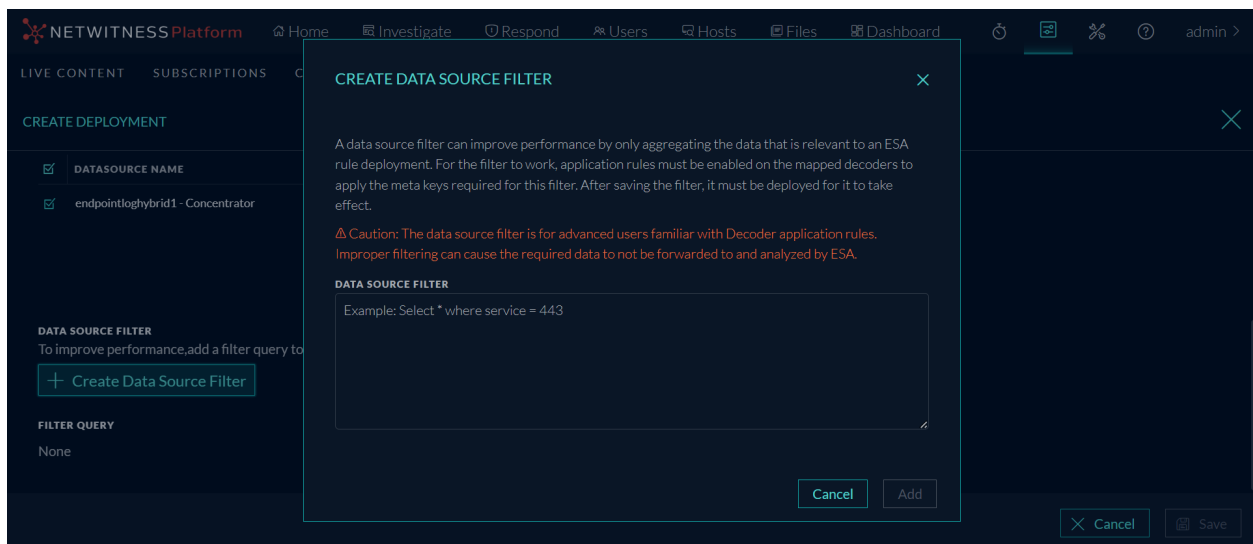 NETWITNESS Platform Home Investigate Respond Users Hosts Files Dashboard admin >
LIVE CONTENT SUBSCRIPTIONS C
CREATE DATA SOURCE FILTER
CREATE DEPLOYMENT
DATASOURCE NAME
endpointloghybrid1 - Concentrator
A data source filter can improve performance by only aggregating the data that is relevant to an ESA
rule deployment. For the filter to work, application rules must be enabled on the mapped decoders to
apply the meta keys required for this filter. After saving the filter, it must be deployed for it to take
effect.
Caution: The data source filter is for advanced users familiar with Decoder application rules.
Improper filtering can cause the required data to not be forwarded to and analyzed by ESA.
DATA SOURCE FILTER
Example: Select * where service = 443
DATA SOURCE FILTER
To improve performance,add a filter query to
+ Create Data Source Filter
FILTER QUERY
None
Cancel Add
Cancel Save